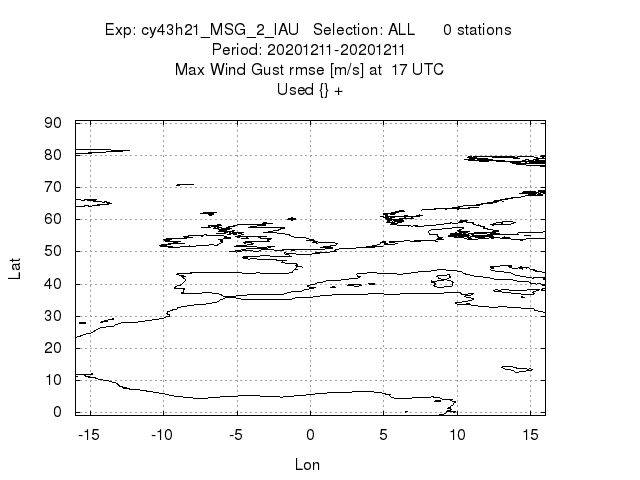 Exp: cy43h21_MSG_2_IAU Selection: ALL 0 stations
Period: 20201211-20201211
Max Wind Gust rmse [m/s] at 17 UTC
Used {} +
90
80
70
60
50
40
30
20
10
0
Lat
-15 -10 -5 0 5 10 15
Lon